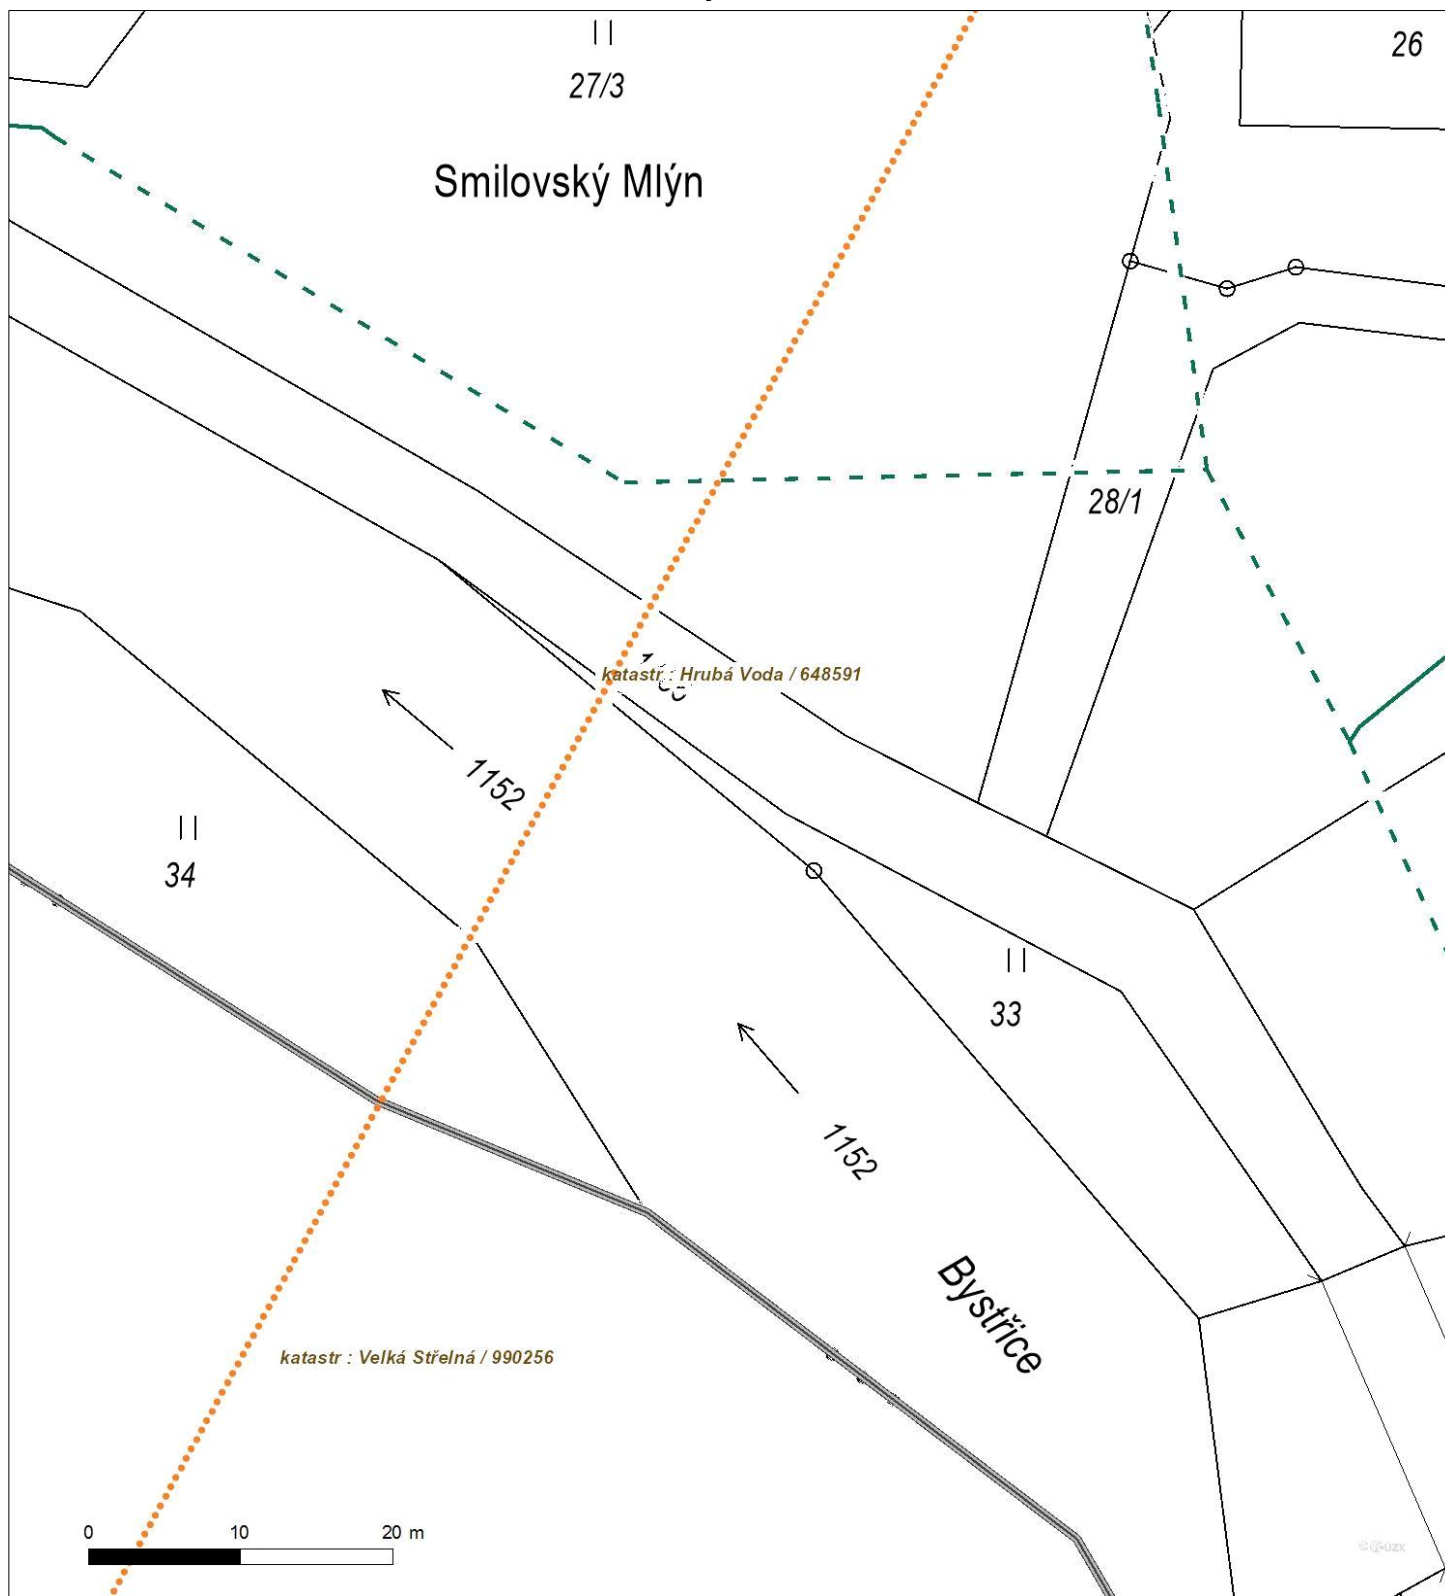 26
27/3
Smilovský Mlýn
28/1
katastr : Hrubá Voda / 648591
1152
34
33
1152
Bystřice
katastr : Velká Střelná / 990256
0 10 20 m